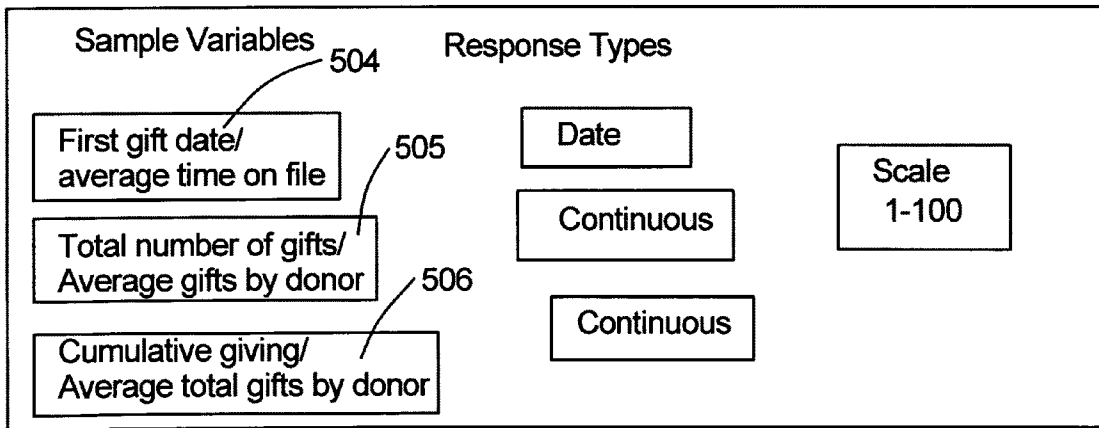 Sample Variables
Response Types
504
First gift date/
average time on file
Date
505
Scale
1-100
Total number of gifts/
Average gifts by donor
Continuous
506
Cumulative giving/
Average total gifts by donor
Continuous